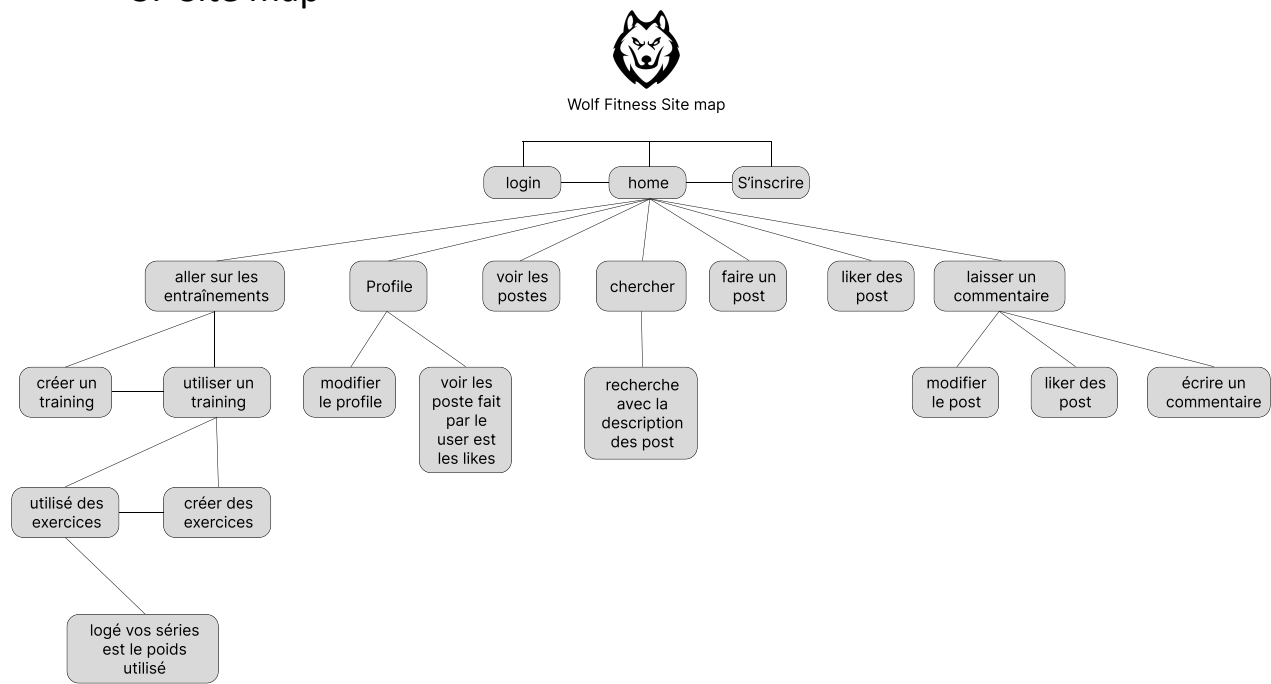 Site map
Wolf Fitness Site map
login
home
S’inscrire
aller sur les
entraînements
Profile
voir les
postes
chercher
faire un
post
liker des
post
laisser un
commentaire
créer un
training
utiliser un
training
modifier
le profile
voir les
poste fait
par le
user est
les likes
recherche
avec la
description
des post
modifier
le post
liker des
post
écrire un
commentaire
utilisé des
exercices
créer des
exercices
logé vos séries
est le poids
utilisé